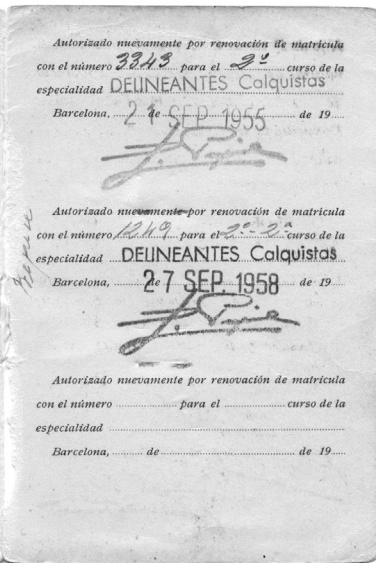 Autorizado nuevamente por renovación de matrícula
con el número 3343 para el 2º curso de la
especialidad DELINEANTES Calquistas
Barcelona, 21 de SEP. 1955 de 19
Autorizado nuevamente por renovación de matrícula
con el número 1249 para el 2º-2ª curso de la
especialidad DELINEANTES Calquistas
Barcelona, 27 SEP. 1958 de 19
Autorizado nuevamente por renovación de matrícula
con el número para el curso de la
especialidad
Barcelona, de de 19